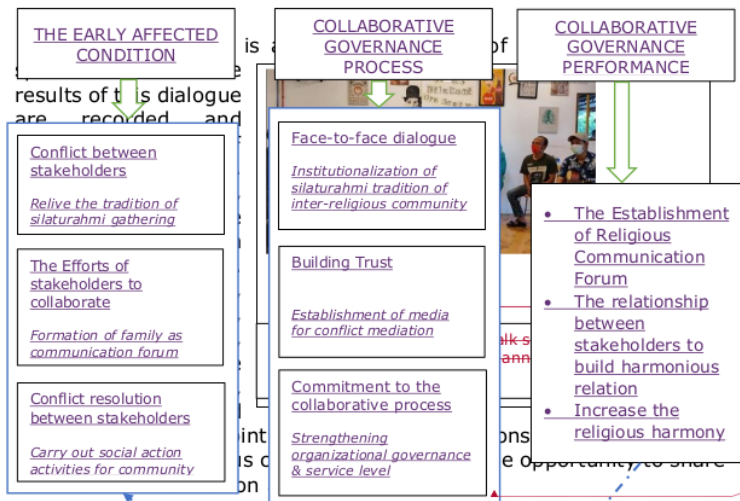 THE EARLY AFFECTED
CONDITION
COLLABORATIVE
GOVERNANCE
PROCESS
COLLABORATIVE
GOVERNANCE
PERFORMANCE
is
of
results of this dialogue
are recorded and
Conflict between
stakeholders
Relive the tradition of
silaturahmi gathering
The Efforts of
stakeholders to
collaborate
Formation of family as
communication forum
Conflict resolution
between stakeholders
Carry out social action
activities for community
Face-to-face dialogue
Institutionalization of
silaturahmi tradition of
inter-religious community
Building Trust
Establishment of media
for conflict mediation
Commitment to the
collaborative process
Strengthening
organizational governance
& service level
• The Establishment
of Religious
Communication
Forum
• The relationship
between
stakeholders to
build harmonious
relation
• Increase the
religious harmony
opportunity to share